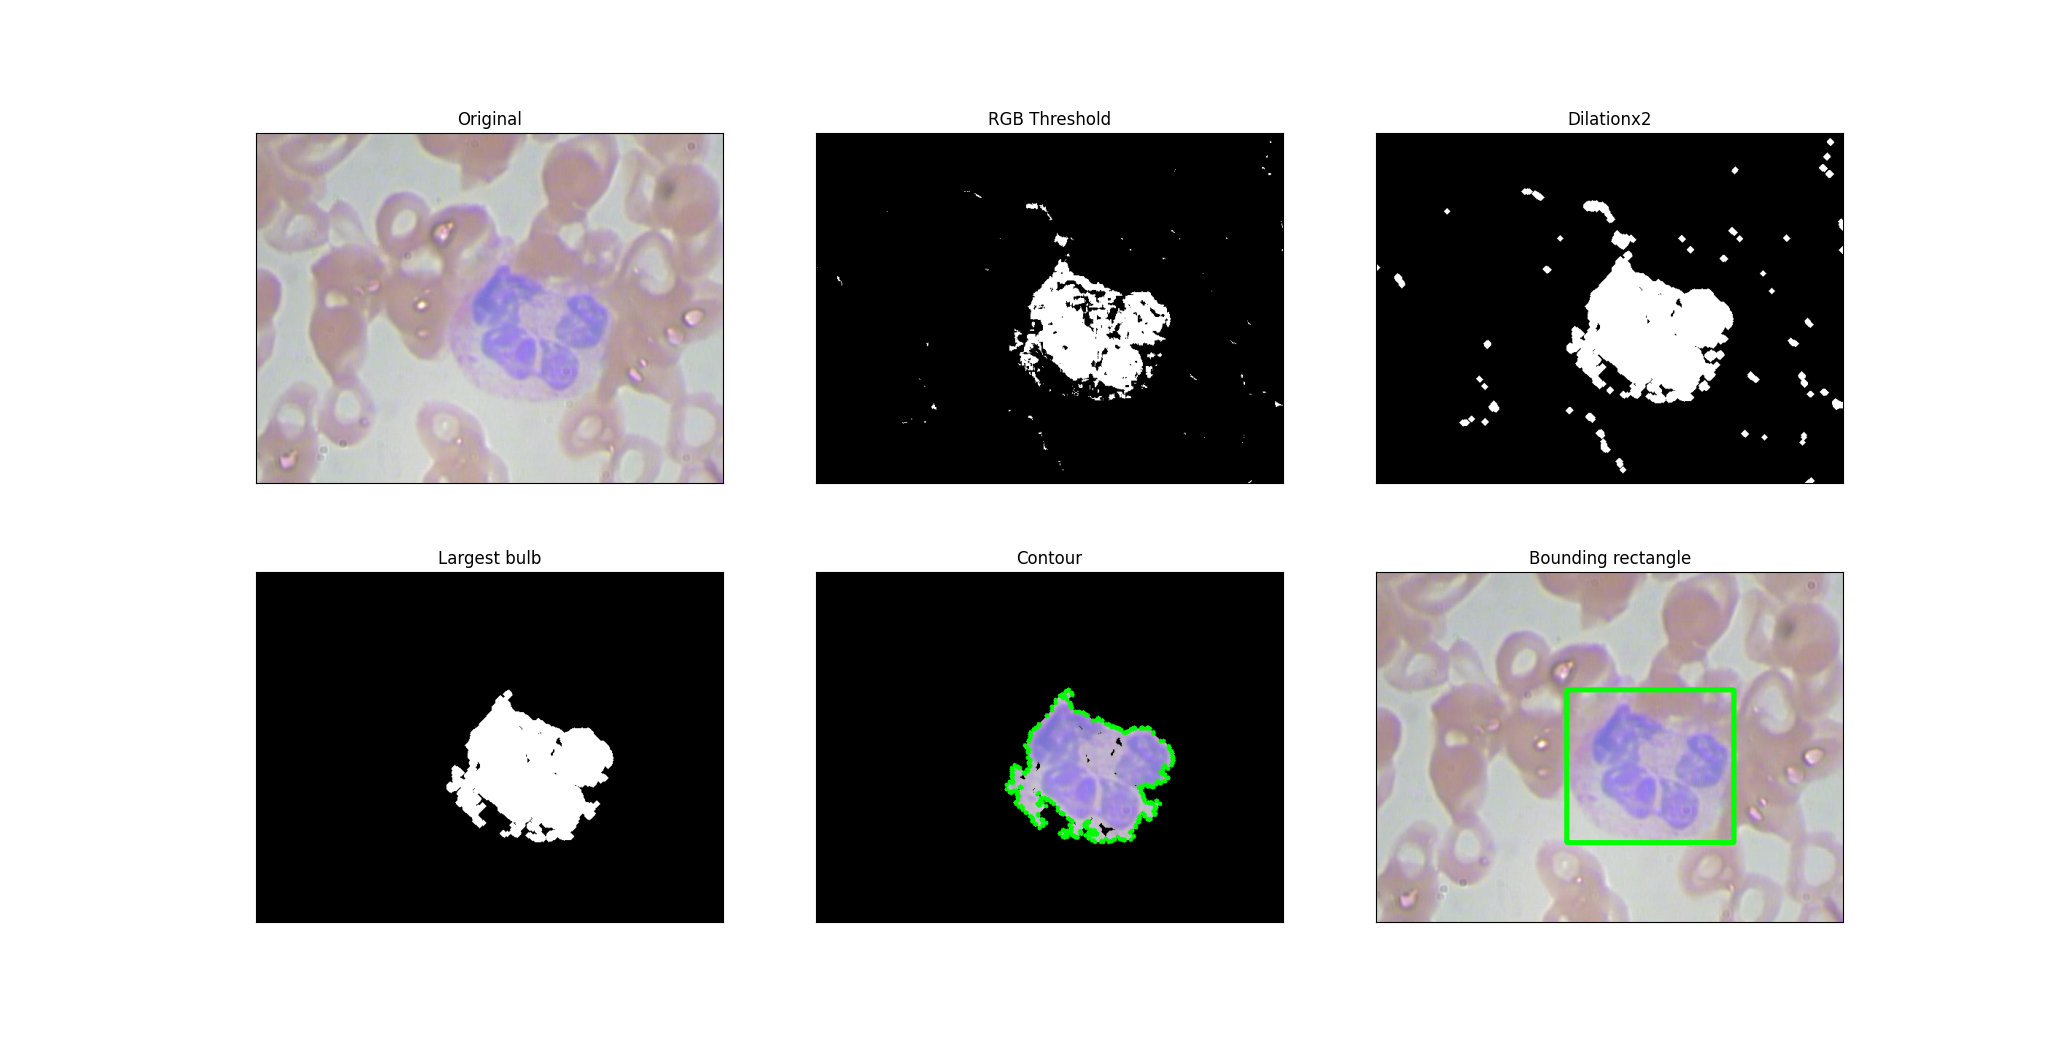 Original
RGB Threshold
Dilationx2
Largest bulb
Contour
Bounding rectangle